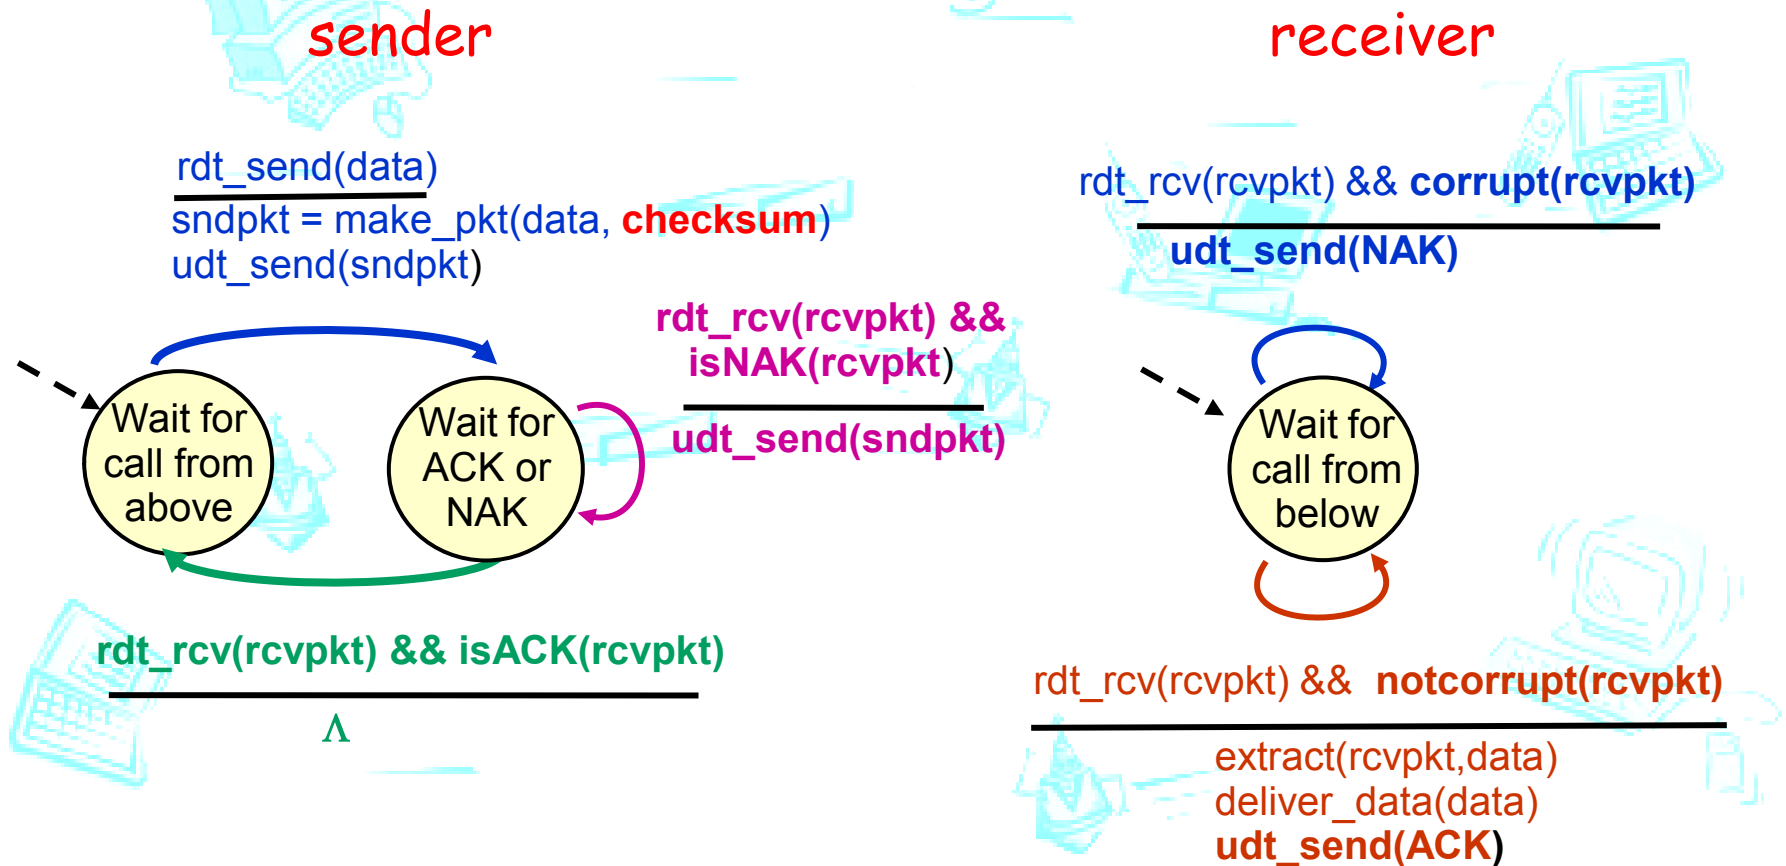 sender
rdt_send(data)
sndpkt = make_pkt(data, checksum)
udt_send(sndpkt)
rdt_rcv(rcvpkt) &&
isNAK(rcvpkt)
udt_send(sndpkt)
Wait for
call from
above
Wait for
ACK or
NAK
rdt_rcv(rcvpkt) && isACK(rcvpkt)
Λ
receiver
rdt_rcv(rcvpkt) && corrupt(rcvpkt)
udt_send(NAK)
Wait for
call from
below
rdt_rcv(rcvpkt) && notcorrupt(rcvpkt)
extract(rcvpkt,data)
deliver_data(data)
udt_send(ACK)